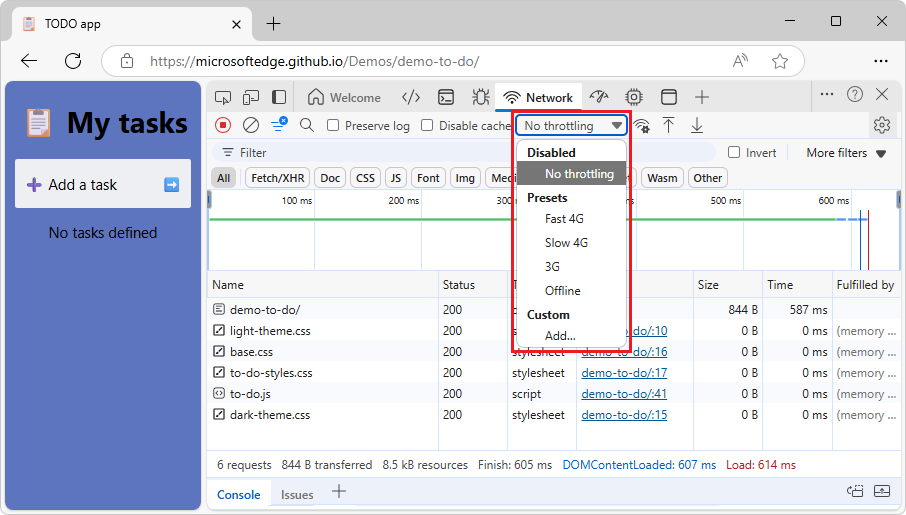 TODO app
https://microsoftedge.github.io/Demos/demo-to-do/
My tasks
Add a task
No tasks defined
Welcome
Network
Preserve log
Disable cache
No throttling
Filter
Invert
More filters
All Fetch/XHR Doc CSS JS Font Img Wasm Other
100 ms 200 ms 500 ms 600 ms
Disabled
No throttling
Presets
Fast 4G
Slow 4G
3G
Offline
Custom
Add...
Name Status Size Time Fulfilled by
demo-to-do/ 200 844 B 587 ms
light-theme.css 200 demo-to-do/:10 0 B 0 ms (memory ...
base.css 200 stylesheet demo-to-do/:16 0 B 0 ms (memory ...
to-do-styles.css 200 stylesheet demo-to-do/:17 0 B 0 ms (memory ...
to-do.js 200 script demo-to-do/:41 0 B 0 ms (memory ...
dark-theme.css 200 stylesheet demo-to-do/:15 0 B 0 ms (memory ...
6 requests 844 B transferred 8.5 kB resources Finish: 605 ms DOMContentLoaded: 607 ms Load: 614 ms
Console Issues